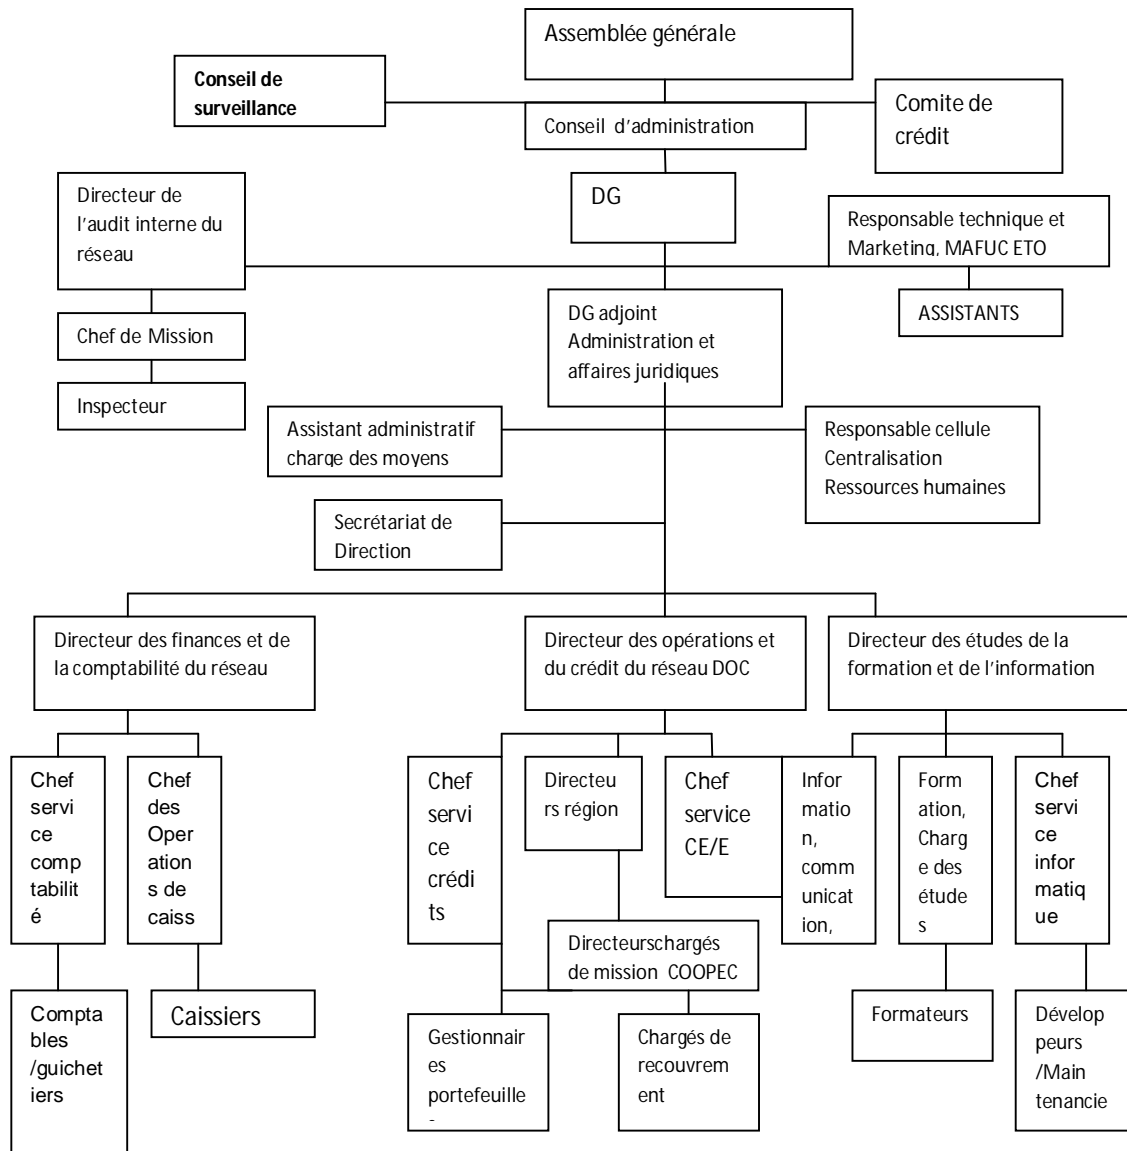 Assemblée générale
Conseil de
surveillance
Comite de
crédit
Conseil d'administration
Directeur de
l'audit interne du
réseau
DG
Responsable technique et
Marketing, MAFUC ETO
DG adjoint
Administration et
affaires juridiques
ASSISTANTS
Chef de Mission
Inspecteur
Assistant administratif
charge des moyens
Responsable cellule
Centralisation
Ressources humaines
Secrétariat de
Direction
Directeur des finances et de
la comptabilité du réseau
Directeur des opérations et
du crédit du réseau DOC
Directeur des études de la
formation et de l'information
Chef
servi
ce
comp
tabilit
é
Chef
des
Oper
ation
s de
caiss
Chef
servi
ce
crédi
ts
Directeu
rs région
Chef
service
CE/E
Infor
matio
n,
comm
unicat
ion,
Form
ation,
Charg
e des
étude
s
Chef
servi
ce
infor
matiq
ue
Directeurschargés
de mission COOPEC
Compta
bles
/guichet
iers
Caissiers
Gestionnair
es
portefeuille
Chargés de
recouvrem
ent
Formateurs
Dévelop
peurs
/Main
tenancie